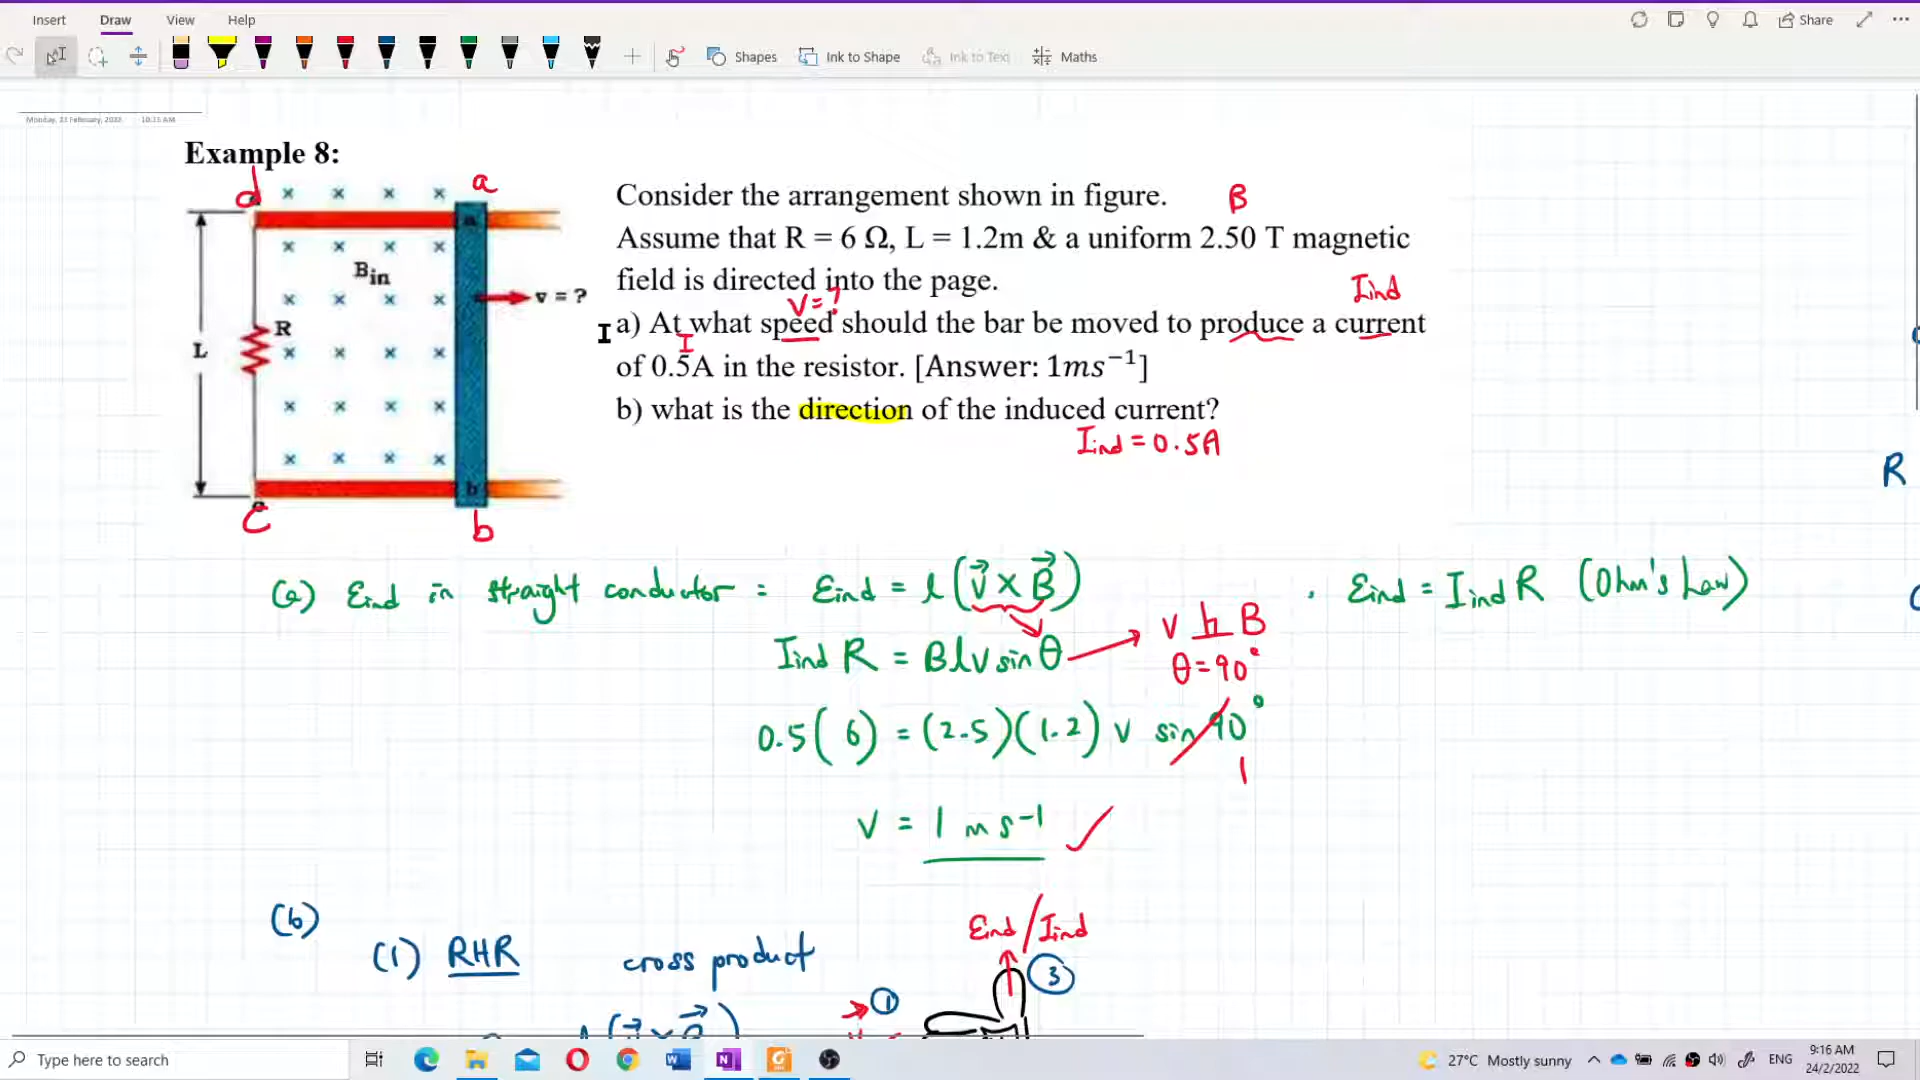 Insert Draw View Help
Share
Shapes Ink to Shape Ink to Text Maths
10:15 AM
Example 8:
d × × × × a
Consider the arrangement shown in figure.
B
Assume that R = 6 Ω, L = 1.2m & a uniform 2.50 T magnetic
field is directed into the page.
v = ?
Iind
a) At what speed should the bar be moved to produce a current
I
of 0.5A in the resistor. [Answer: 1ms⁻¹]
b) what is the direction of the induced current?
Iind = 0.5A
a
Bin
v = ?
R
L
b
c b
R
(a) Eind in straight conductor : Eind = l (v⃗ × B⃗) , Eind = Iind R (Ohm's Law)
Iind R = Blv sin θ
v ⊥ B
θ = 90°
0.5 ( 6 ) = (2.5)(1.2) v sin 90°
1
v = 1 ms⁻¹ ✓
(b)
Eind / Iind
(1) RHR cross product
3
1
Type here to search
27°C Mostly sunny
ENG
9:16 AM
24/2/2022